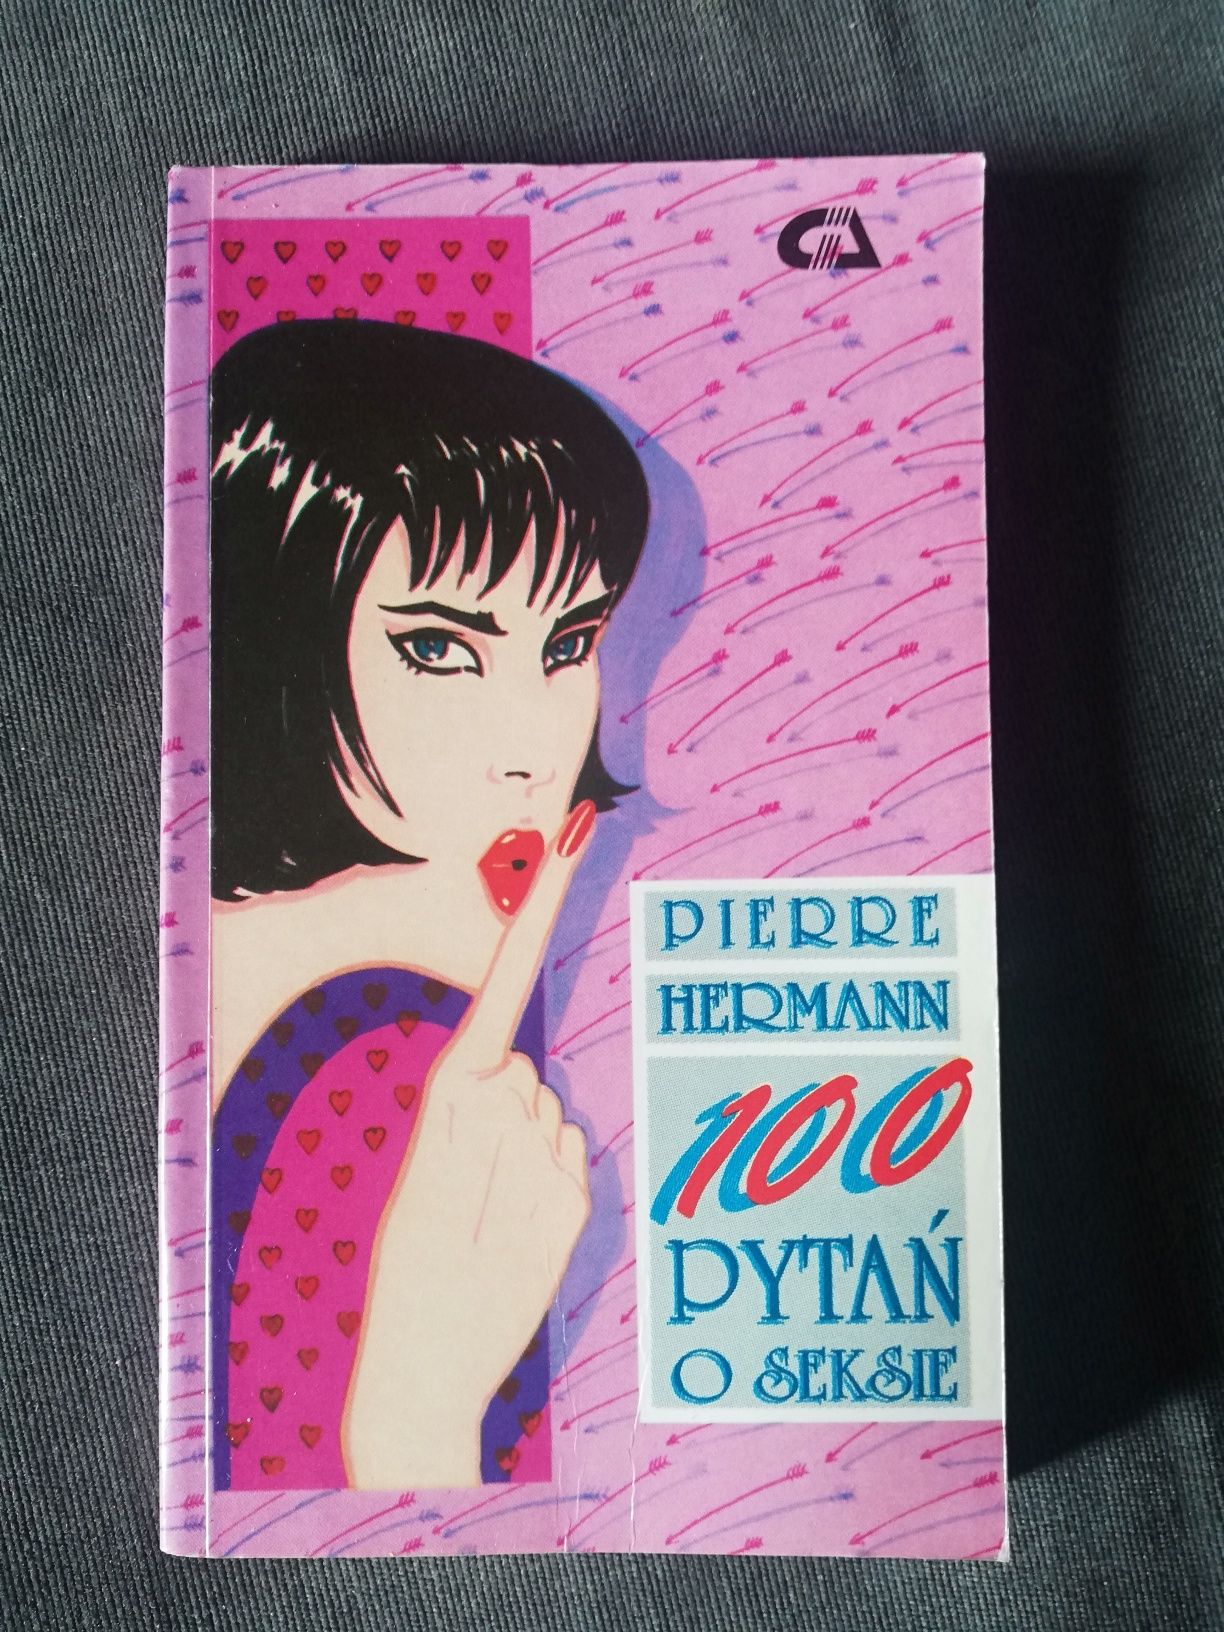 PIERRE
HERMANN
100
PYTAŃ
O SEKSIE